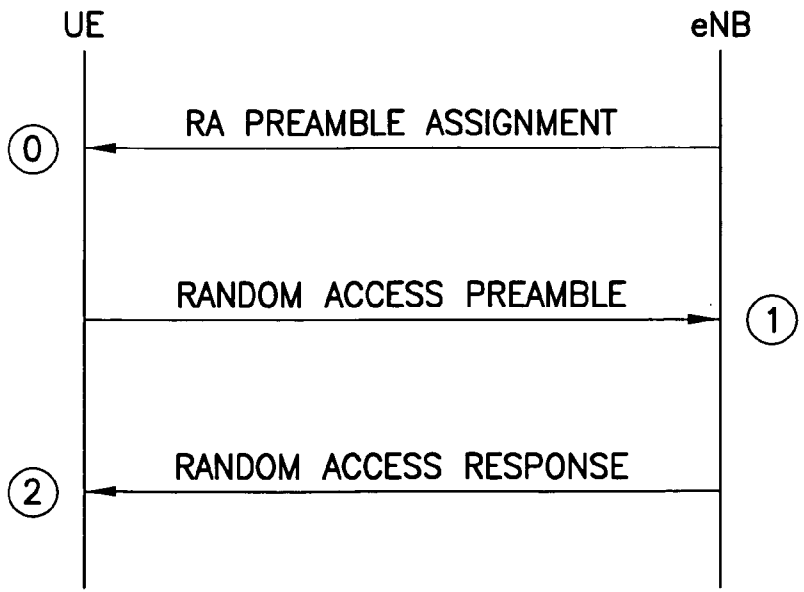 UE eNB
RA PREAMBLE ASSIGNMENT
0
RANDOM ACCESS PREAMBLE
1
RANDOM ACCESS RESPONSE
2